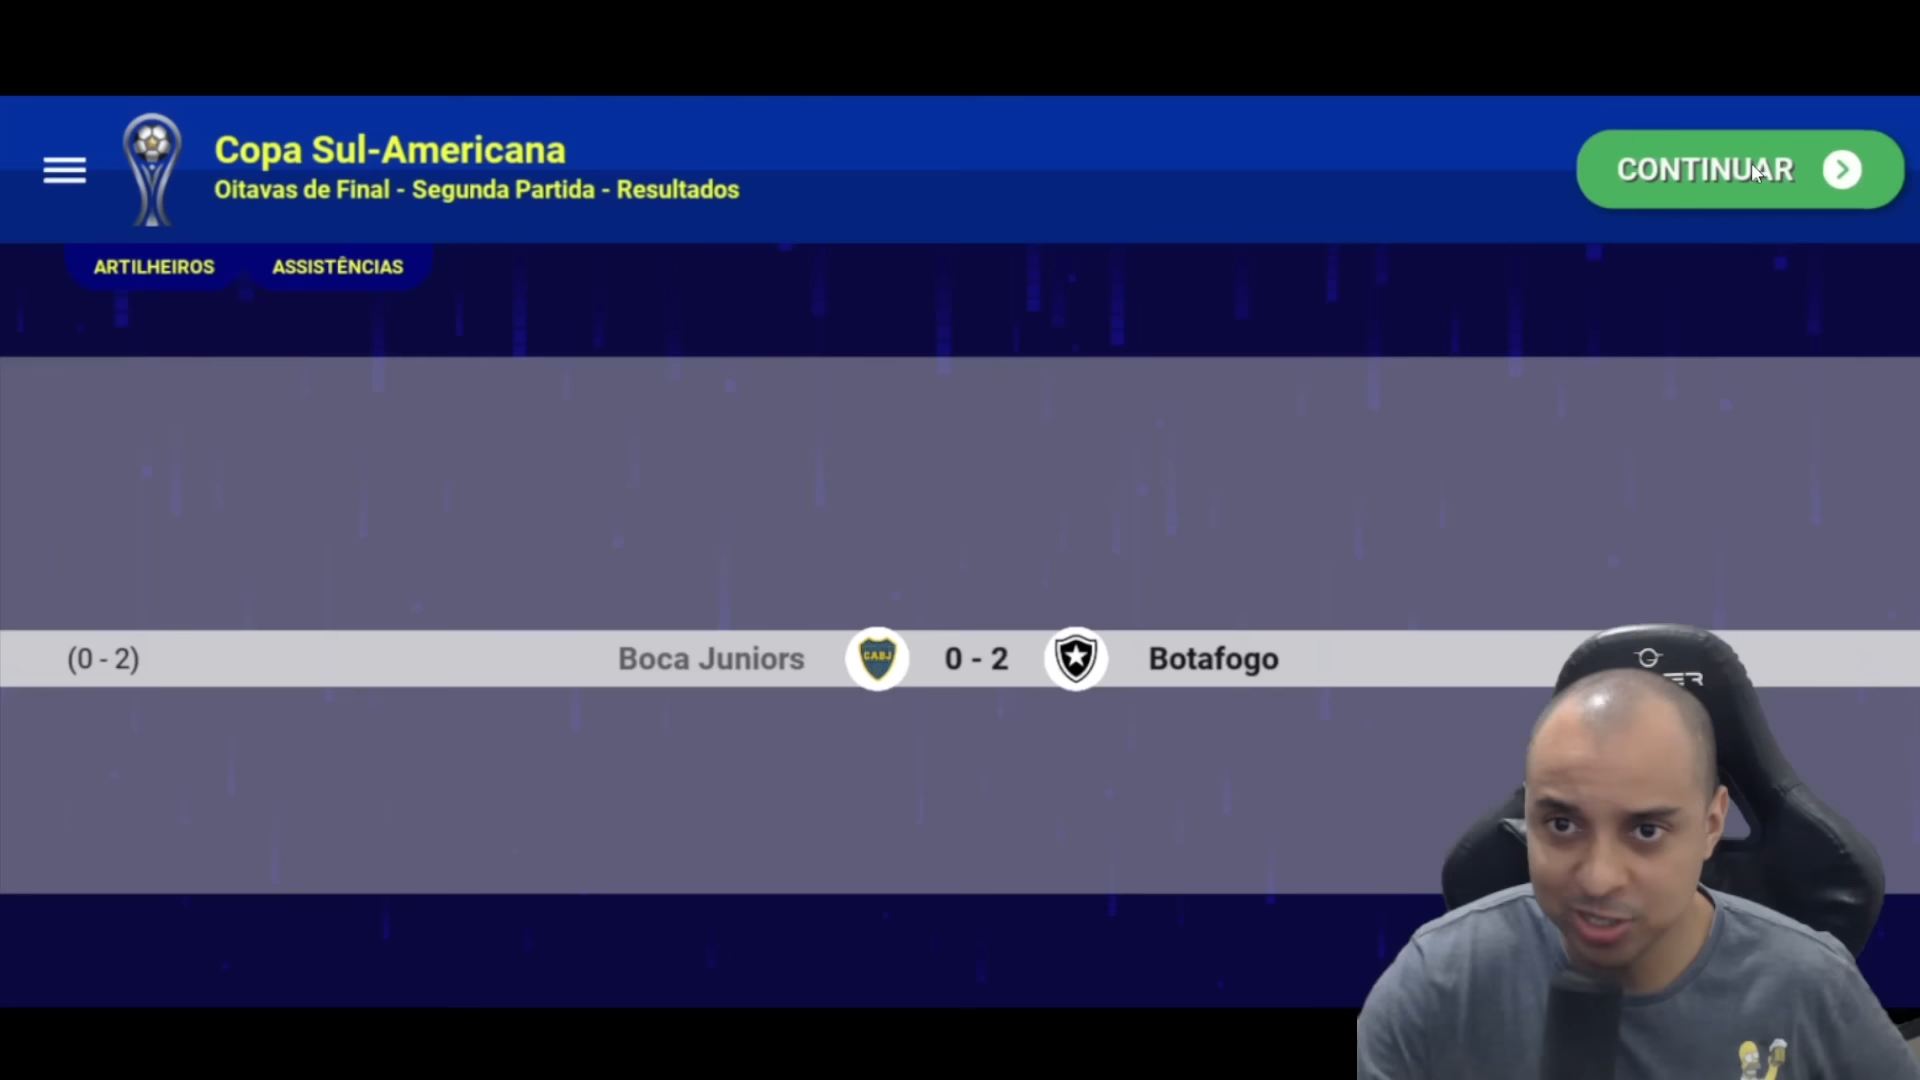 Copa Sul-Americana
Oitavas de Final - Segunda Partida - Resultados
CONTINUAR
ARTILHEIROS
ASSISTÊNCIAS
(0 - 2)
Boca Juniors
CABJ
0 - 2
Botafogo